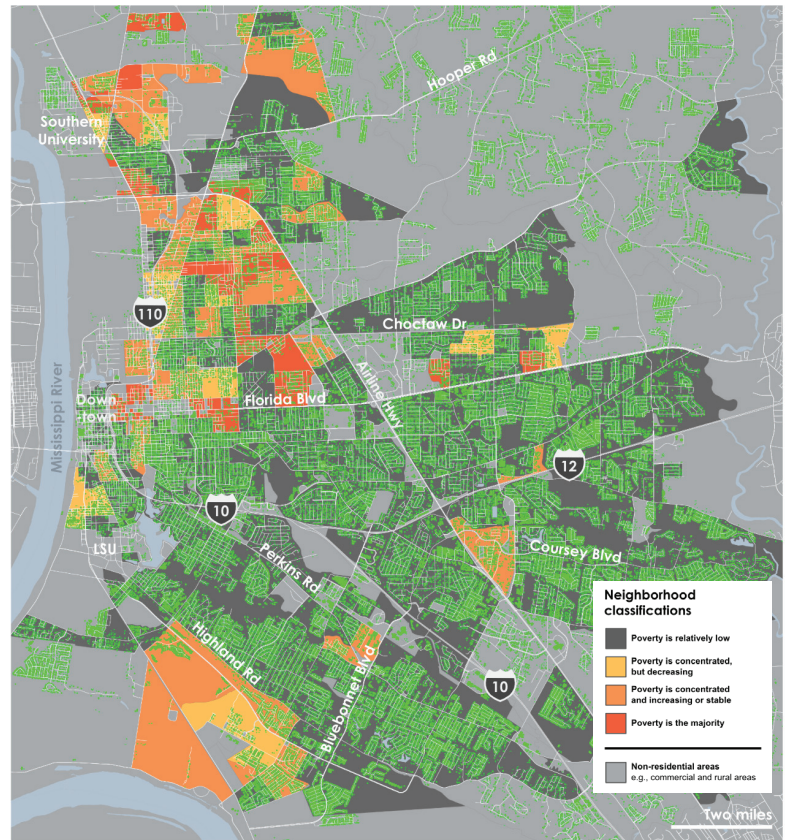 Hooper Rd
Southern
University
110
Choctaw Dr
Mississippi River
Airline Hwy
Down
-town
Florida Blvd
12
10
LSU
Perkins Rd
Coursey Blvd
Highland Rd
Bluebonnet Blvd
10
Neighborhood
classifications
Poverty is relatively low
Poverty is concentrated,
but decreasing
Poverty is concentrated
and increasing or stable
Poverty is the majority
Non-residential areas
e.g., commercial and rural areas
Two miles